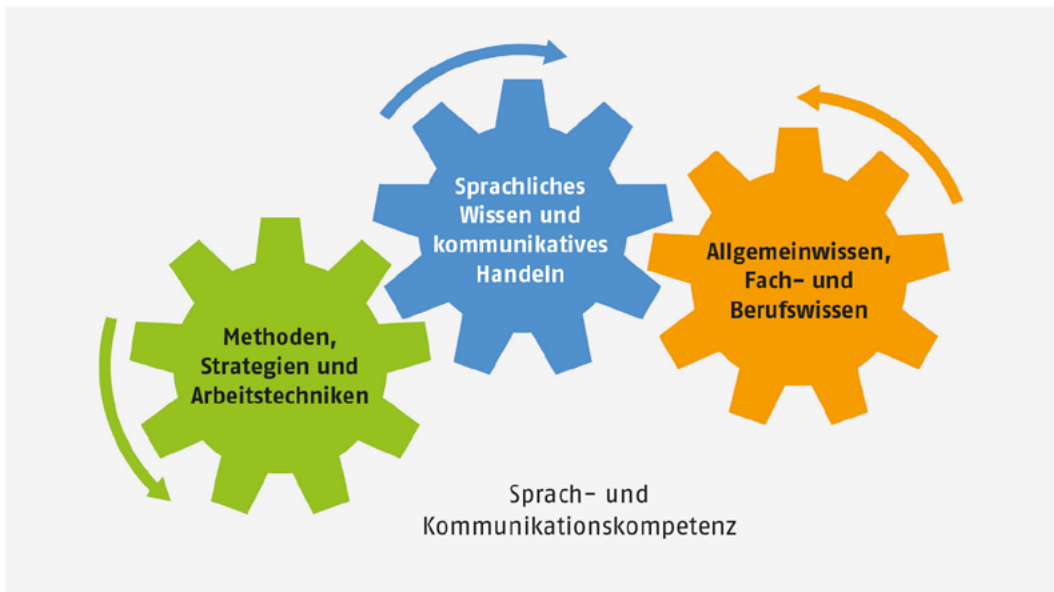 Sprachliches
Wissen und
kommunikatives
Handeln
Allgemeinwissen,
Fach- und
Berufswissen
Methoden,
Strategien und
Arbeitstechniken
Sprach- und
Kommunikationskompetenz